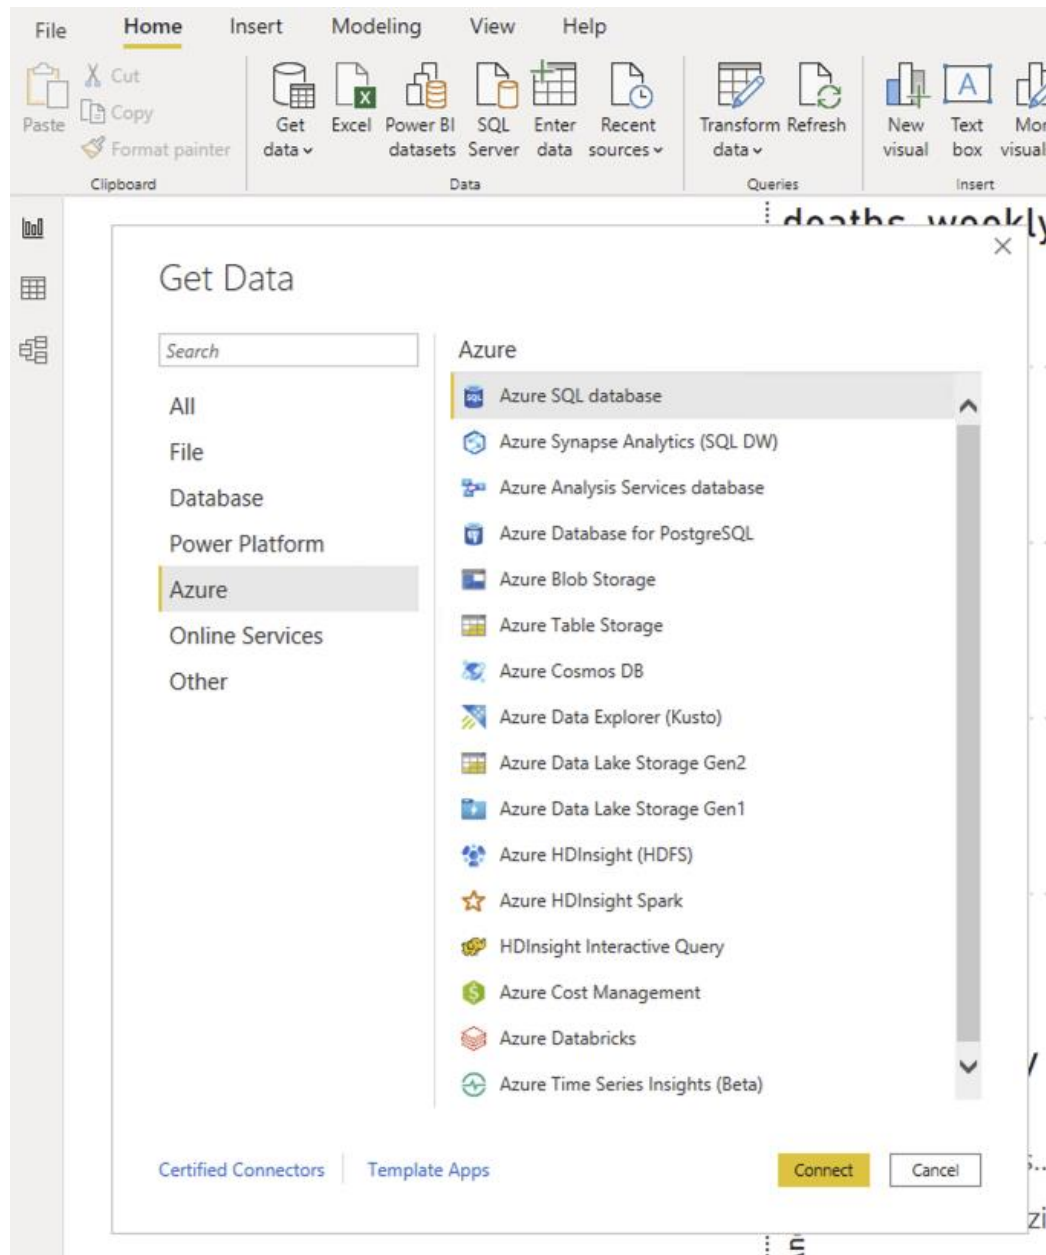 File Home Insert Modeling View Help
Paste
Cut
Copy
Format painter
Clipboard
Get data
Excel
Power BI datasets
SQL Server
Enter data
Recent sources
Data
Transform data
Refresh
Queries
New visual
Text box
Insert
Get Data
Search
All
File
Database
Power Platform
Azure
Online Services
Other
Azure
Azure SQL database
Azure Synapse Analytics (SQL DW)
Azure Analysis Services database
Azure Database for PostgreSQL
Azure Blob Storage
Azure Table Storage
Azure Cosmos DB
Azure Data Explorer (Kusto)
Azure Data Lake Storage Gen2
Azure Data Lake Storage Gen1
Azure HDInsight (HDFS)
Azure HDInsight Spark
HDInsight Interactive Query
Azure Cost Management
Azure Databricks
Azure Time Series Insights (Beta)
Certified Connectors
Template Apps
Connect
Cancel